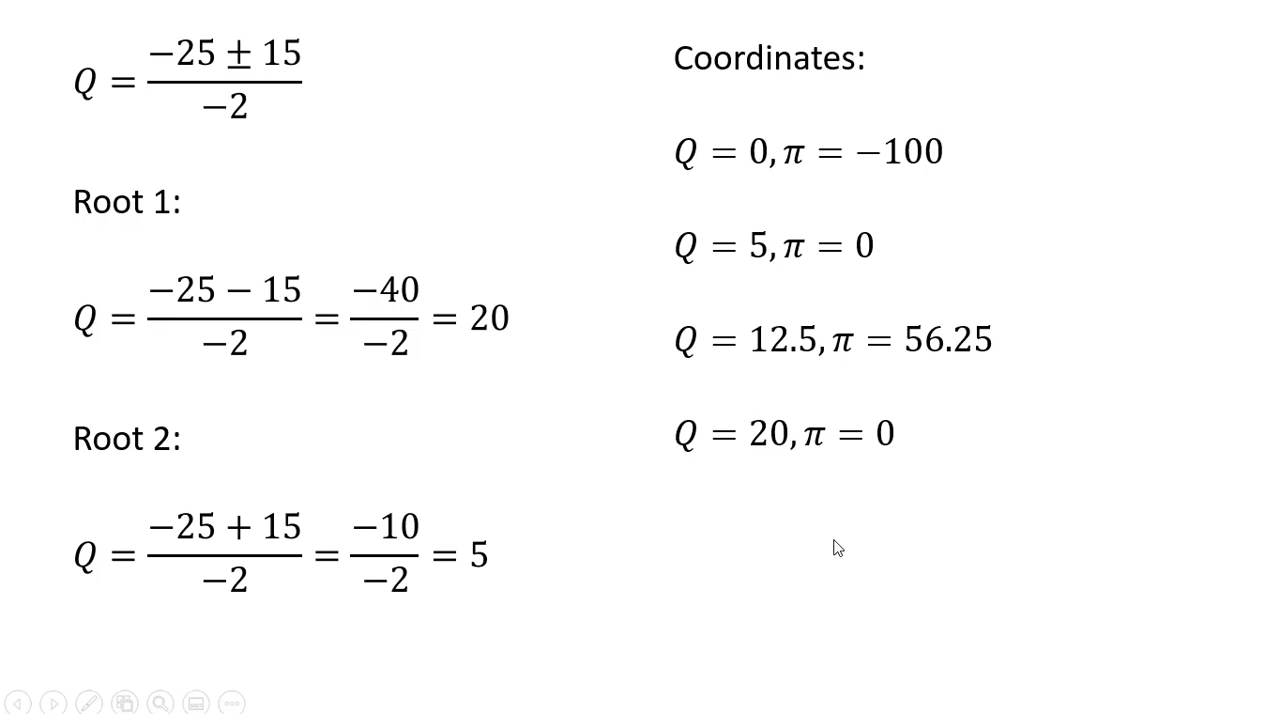 Q = (−25 ± 15)/−2
Root 1:
Q = (−25 − 15)/−2 = −40/−2 = 20
Root 2:
Q = (−25 + 15)/−2 = −10/−2 = 5
Coordinates:
Q = 0, π = −100
Q = 5, π = 0
Q = 12.5, π = 56.25
Q = 20, π = 0